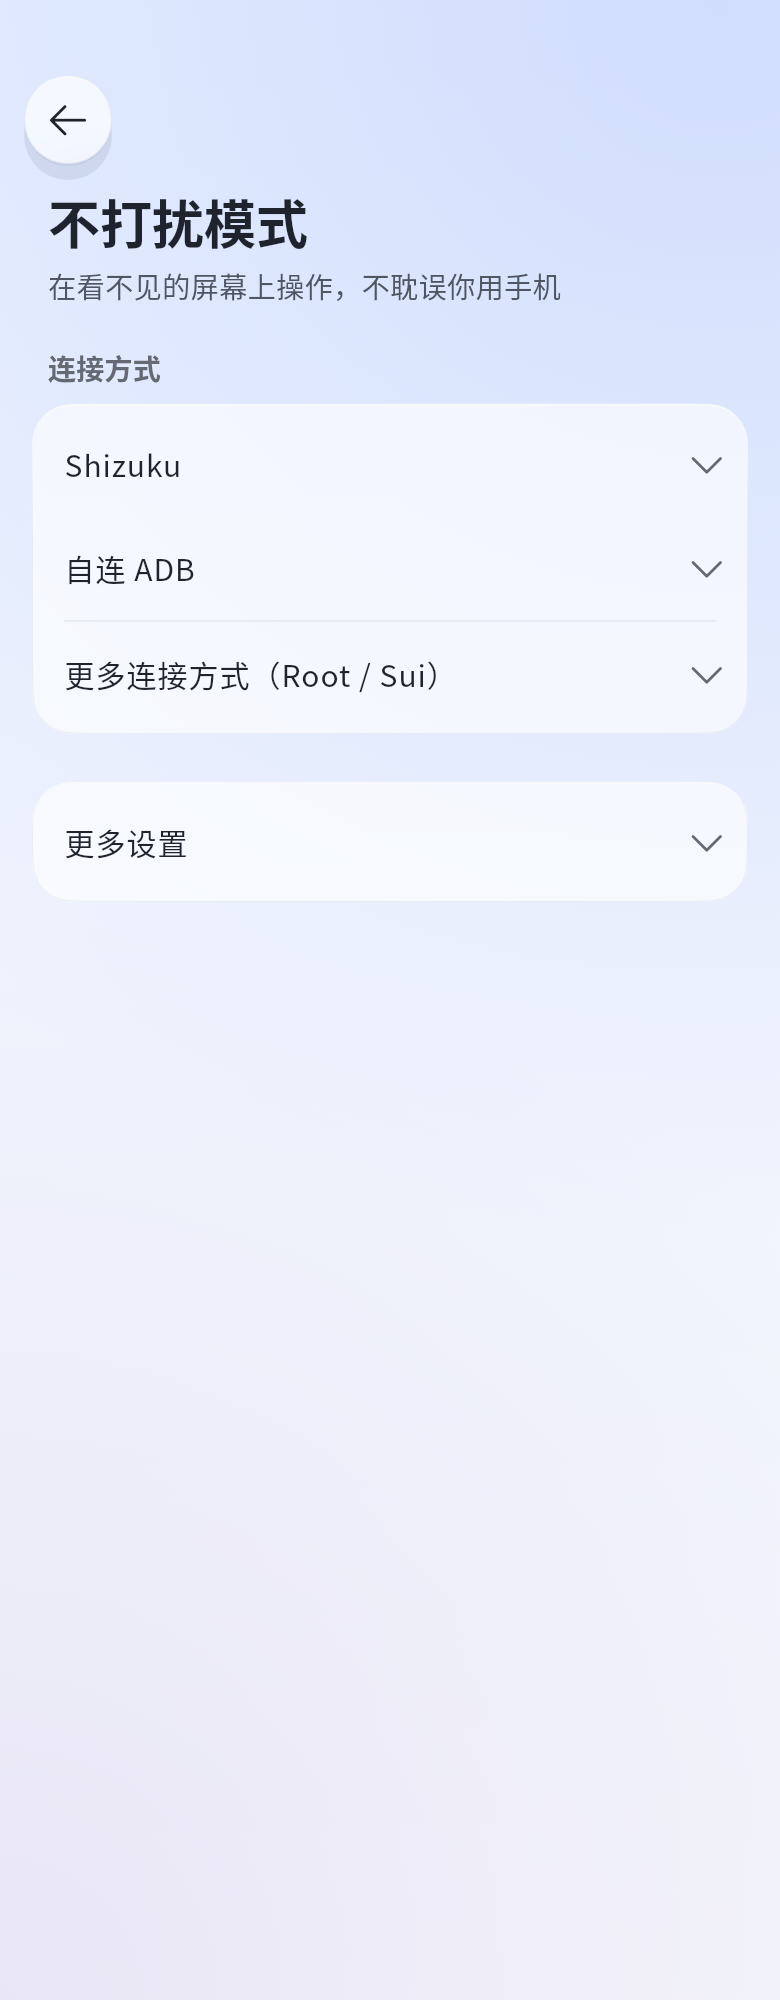 不打扰模式
在看不见的屏幕上操作，不耽误你用手机
连接方式
Shizuku
自连 ADB
更多连接方式（Root / Sui）
更多设置